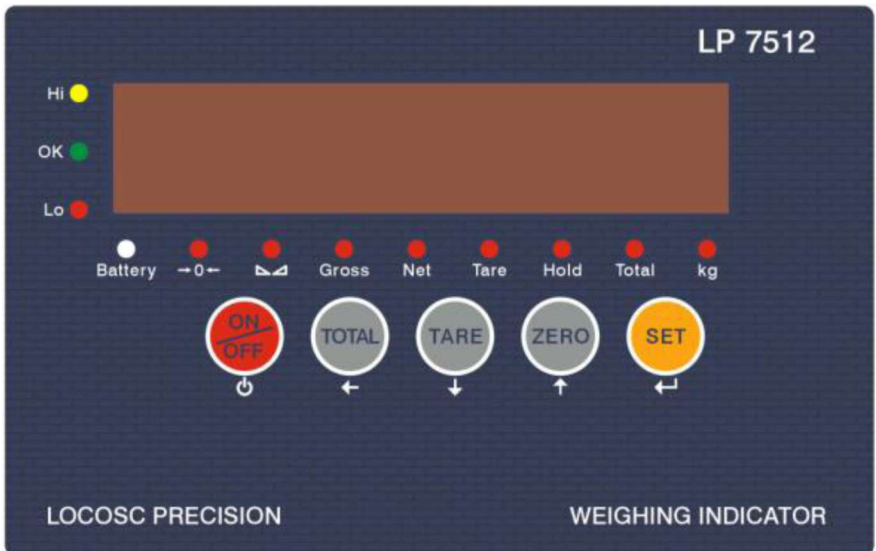 LP 7512
Hi
OK
Lo
Battery →0← Gross Net Tare Hold Total kg
ON/OFF TOTAL TARE ZERO SET
LOCOSC PRECISION WEIGHING INDICATOR